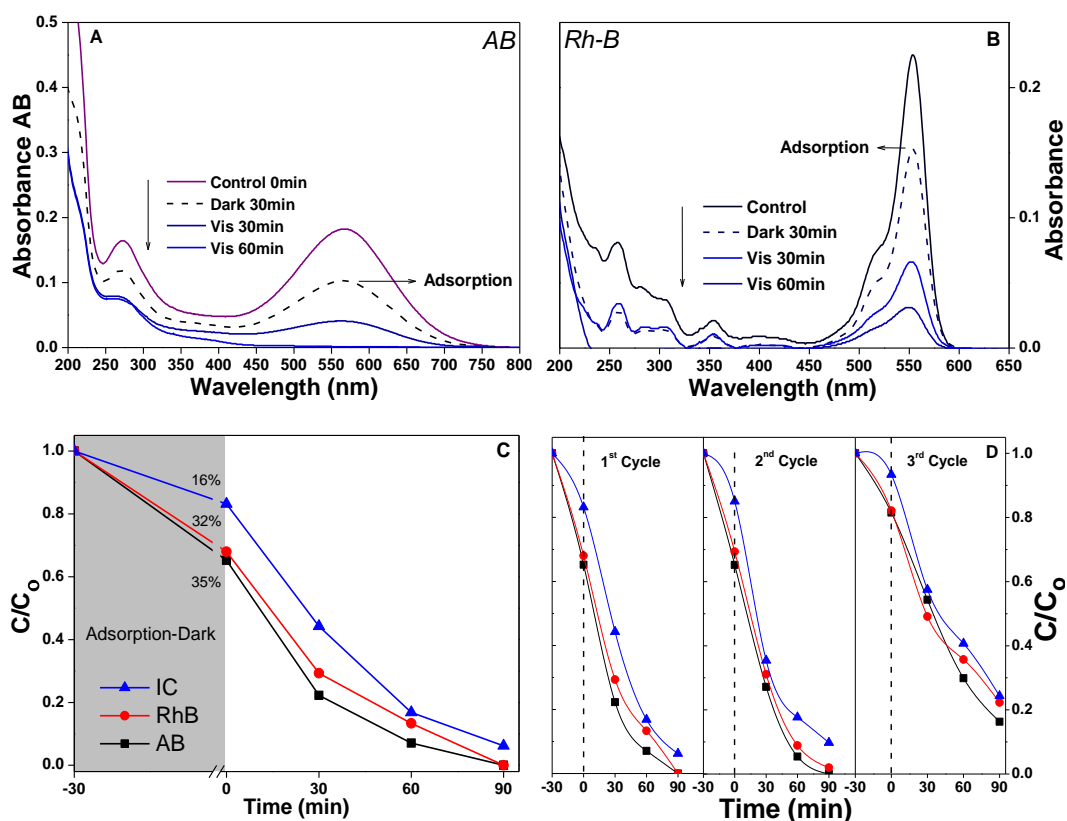 A
AB
Absorbance AB
0.5
0.4
0.3
0.2
0.1
0.0
Control 0min
Dark 30min
Vis 30min
Vis 60min
Adsorption
200 250 300 350 400 450 500 550 600 650 700 750 800
Wavelength (nm)
Rh-B
B
Adsorption
Control
Dark 30min
Vis 30min
Vis 60min
0.2
0.1
0.0
Absorbance
200 250 300 350 400 450 500 550 600 650
Wavelength (nm)
C
C/Co
1.0
0.8
0.6
0.4
0.2
0.0
16%
32%
35%
Adsorption-Dark
IC
RhB
AB
-30 0 30 60 90
Time (min)
D
1st Cycle
2nd Cycle
3rd Cycle
1.0
0.8
0.6
0.4
0.2
0.0
C/Co
-30 0 30 60 90 -30 0 30 60 90 -30 0 30 60 90
Time (min)